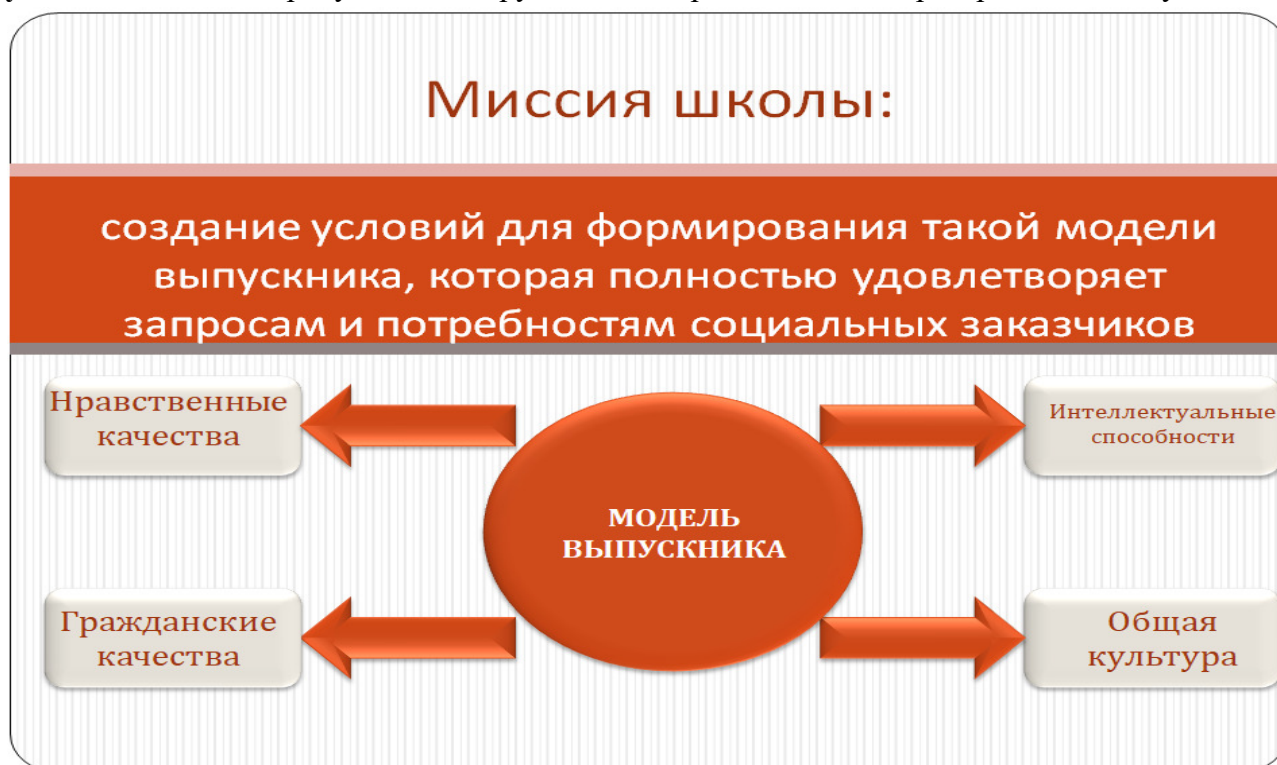 Миссия школы:
создание условий для формирования такой модели
выпускника, которая полностью удовлетворяет
запросам и потребностям социальных заказчиков
Нравственные
качества
Интеллектуальные
способности
МОДЕЛЬ
ВЫПУСКНИКА
Гражданские
качества
Общая
культура